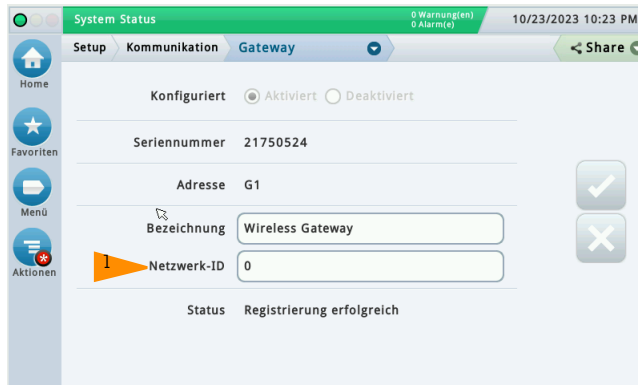 System Status
0 Warnung(en)
0 Alarm(e)
10/23/2023 10:23 PM
Setup Kommunikation Gateway Share
Home
Favoriten
Menü
Aktionen
Konfiguriert Aktiviert Deaktiviert
Seriennummer 21750524
Adresse G1
Bezeichnung Wireless Gateway
1 Netzwerk-ID 0
Status Registrierung erfolgreich